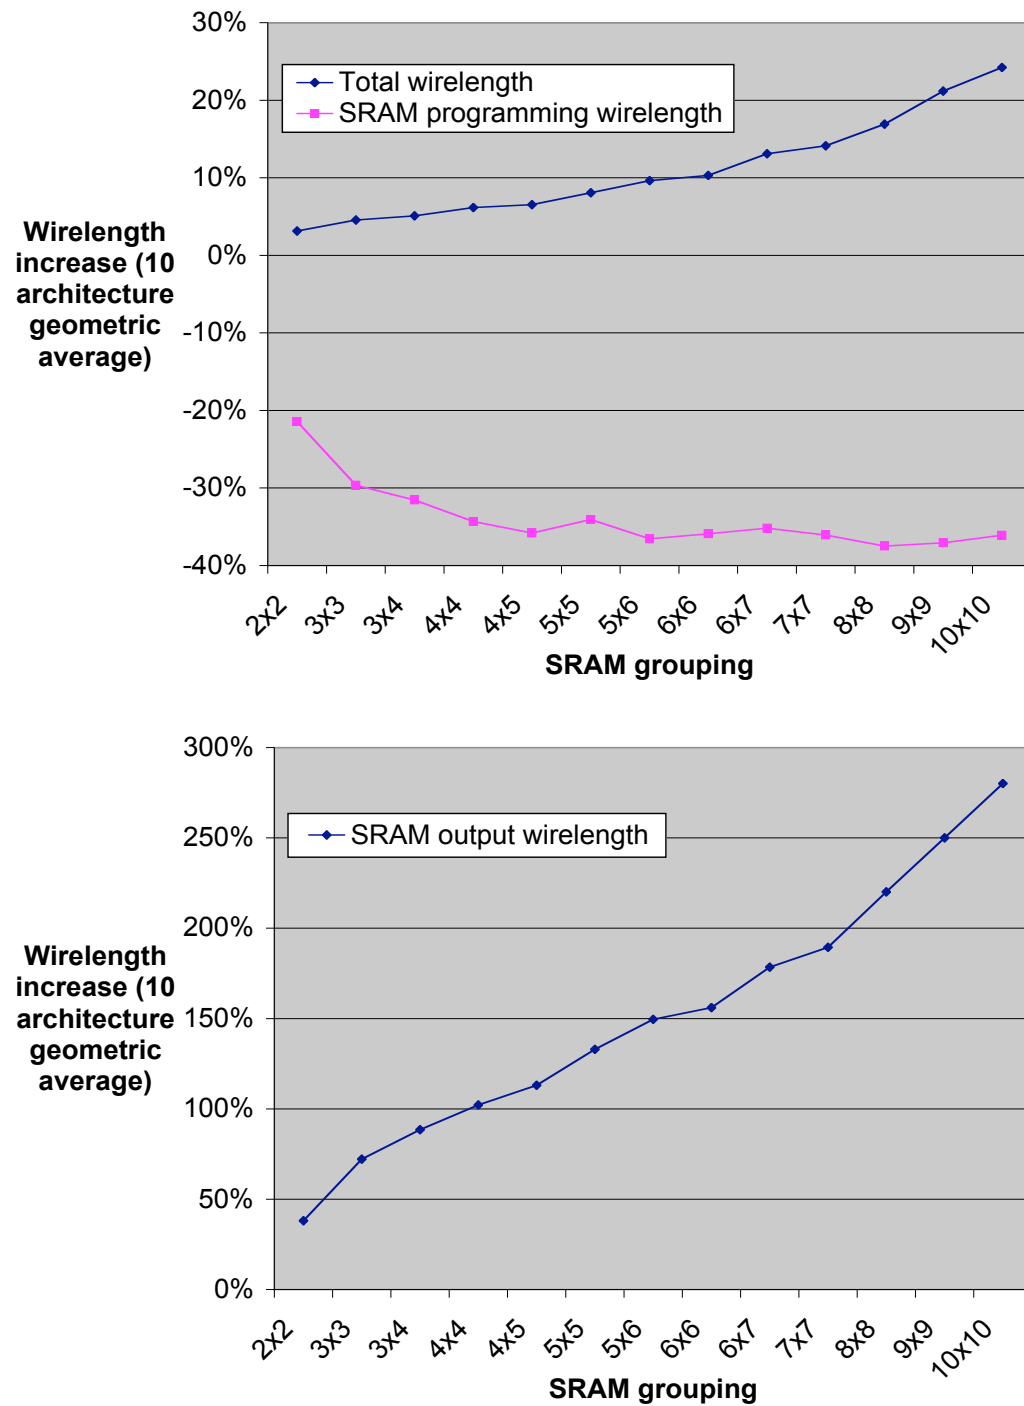 30%
20%
10%
0%
-10%
-20%
-30%
-40%
Total wirelength
SRAM programming wirelength
Wirelength
increase (10
architecture
geometric
average)
2x2
3x3
3x4
4x4
4x5
5x5
5x6
6x6
6x7
7x7
8x8
9x9
10x10
SRAM grouping
300%
250%
200%
150%
100%
50%
0%
SRAM output wirelength
Wirelength
increase (10
architecture
geometric
average)
2x2
3x3
3x4
4x4
4x5
5x5
5x6
6x6
6x7
7x7
8x8
9x9
10x10
SRAM grouping